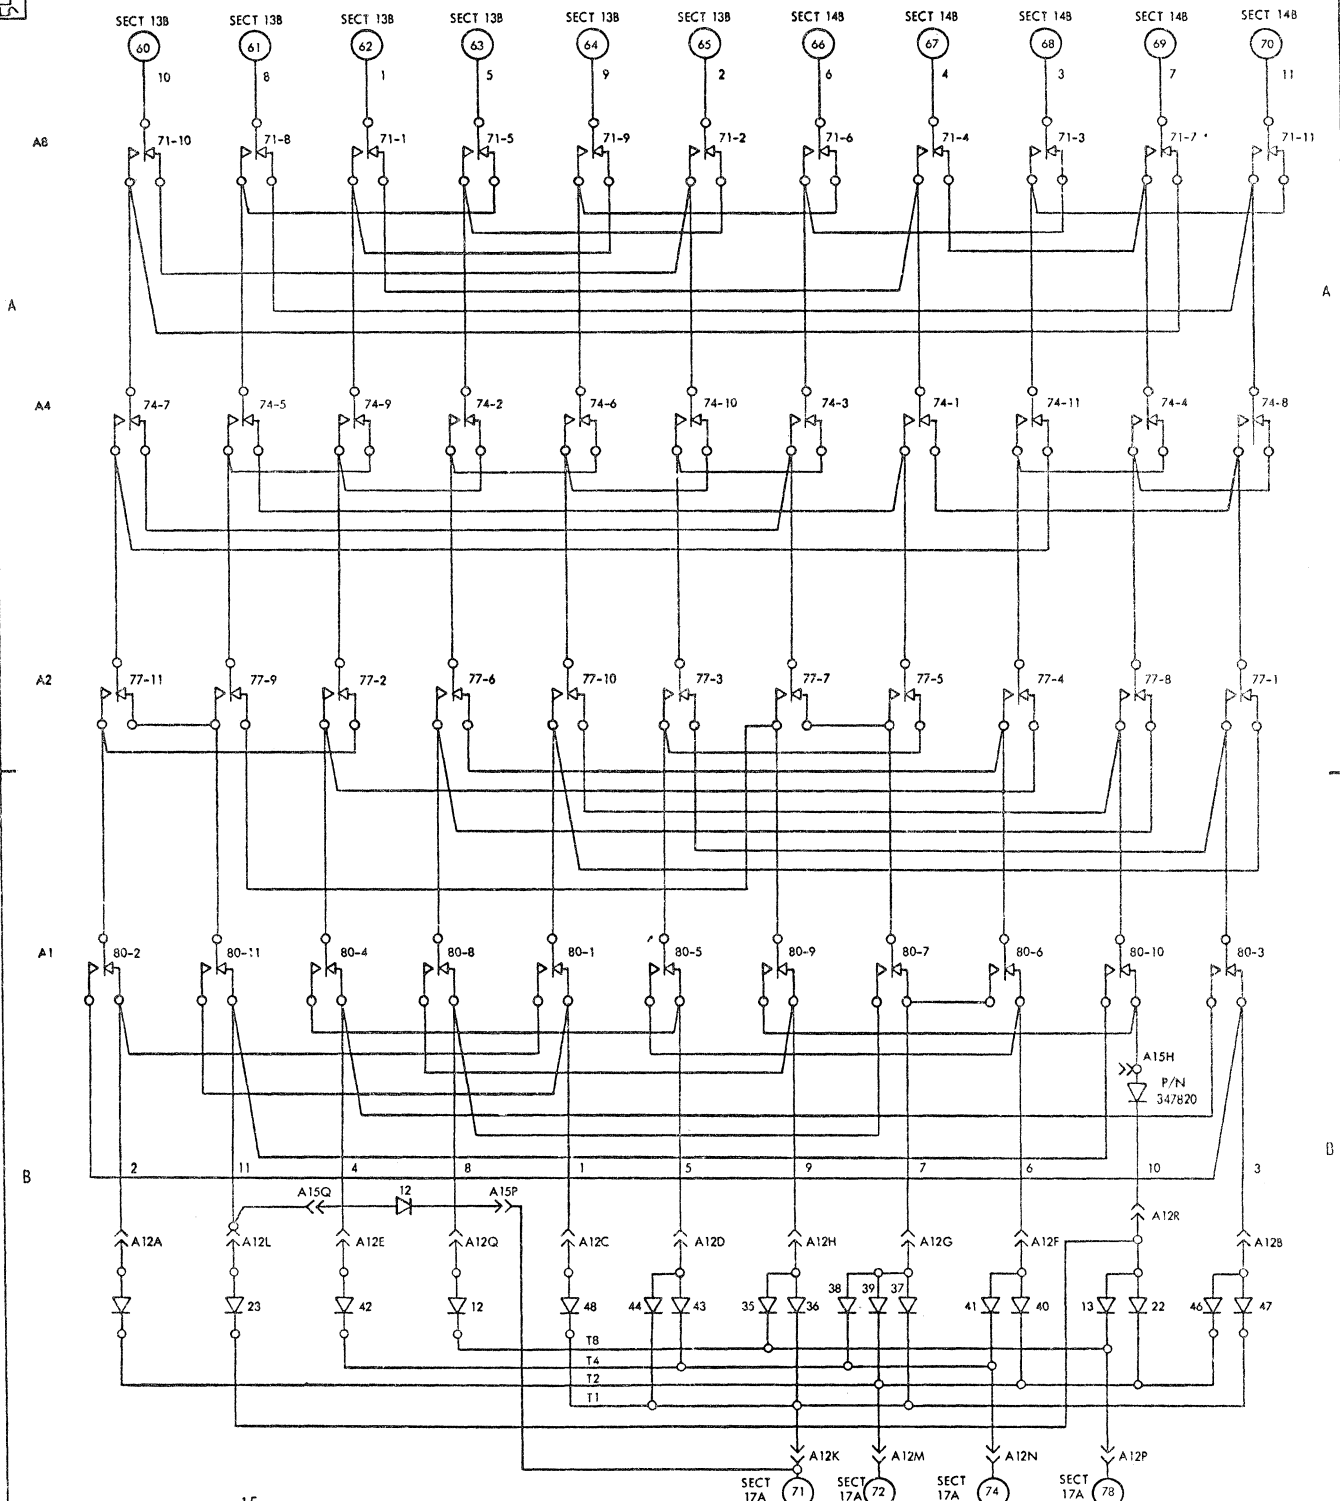 SECT 13B SECT 13B SECT 13B SECT 13B SECT 13B SECT 13B SECT 14B SECT 14B SECT 14B SECT 14B SECT 14B
60 61 62 63 64 65 66 67 68 69 70
10 8 1 5 9 2 6 4 3 7 11
A8 71-10 71-8 71-1 71-5 71-9 71-2 71-6 71-4 71-3 71-7 71-11
A A
A4 74-7 74-5 74-9 74-2 74-6 74-10 74-3 74-1 74-11 74-4 74-8
A2 77-11 77-9 77-2 77-6 77-10 77-3 77-7 77-5 77-4 77-8 77-1
A1 80-2 80-11 80-4 80-8 80-1 80-5 80-9 80-7 80-6 80-10 80-3
A15H
P/N
347820
B B
2 11 4 8 1 5 9 7 6 10 3
A15Q 12 A15P
A12R
A12A A12L A12E A12Q A12C A12D A12H A12G A12F A12B
38 39 37
23 42 12 48 44 43 35 36 41 40 13 22 46 47
T8
T4
T2
T1
A12K A12M A12N A12P
SECT 17A 71 SECT 17A 72 SECT 17A 74 SECT 17A 78